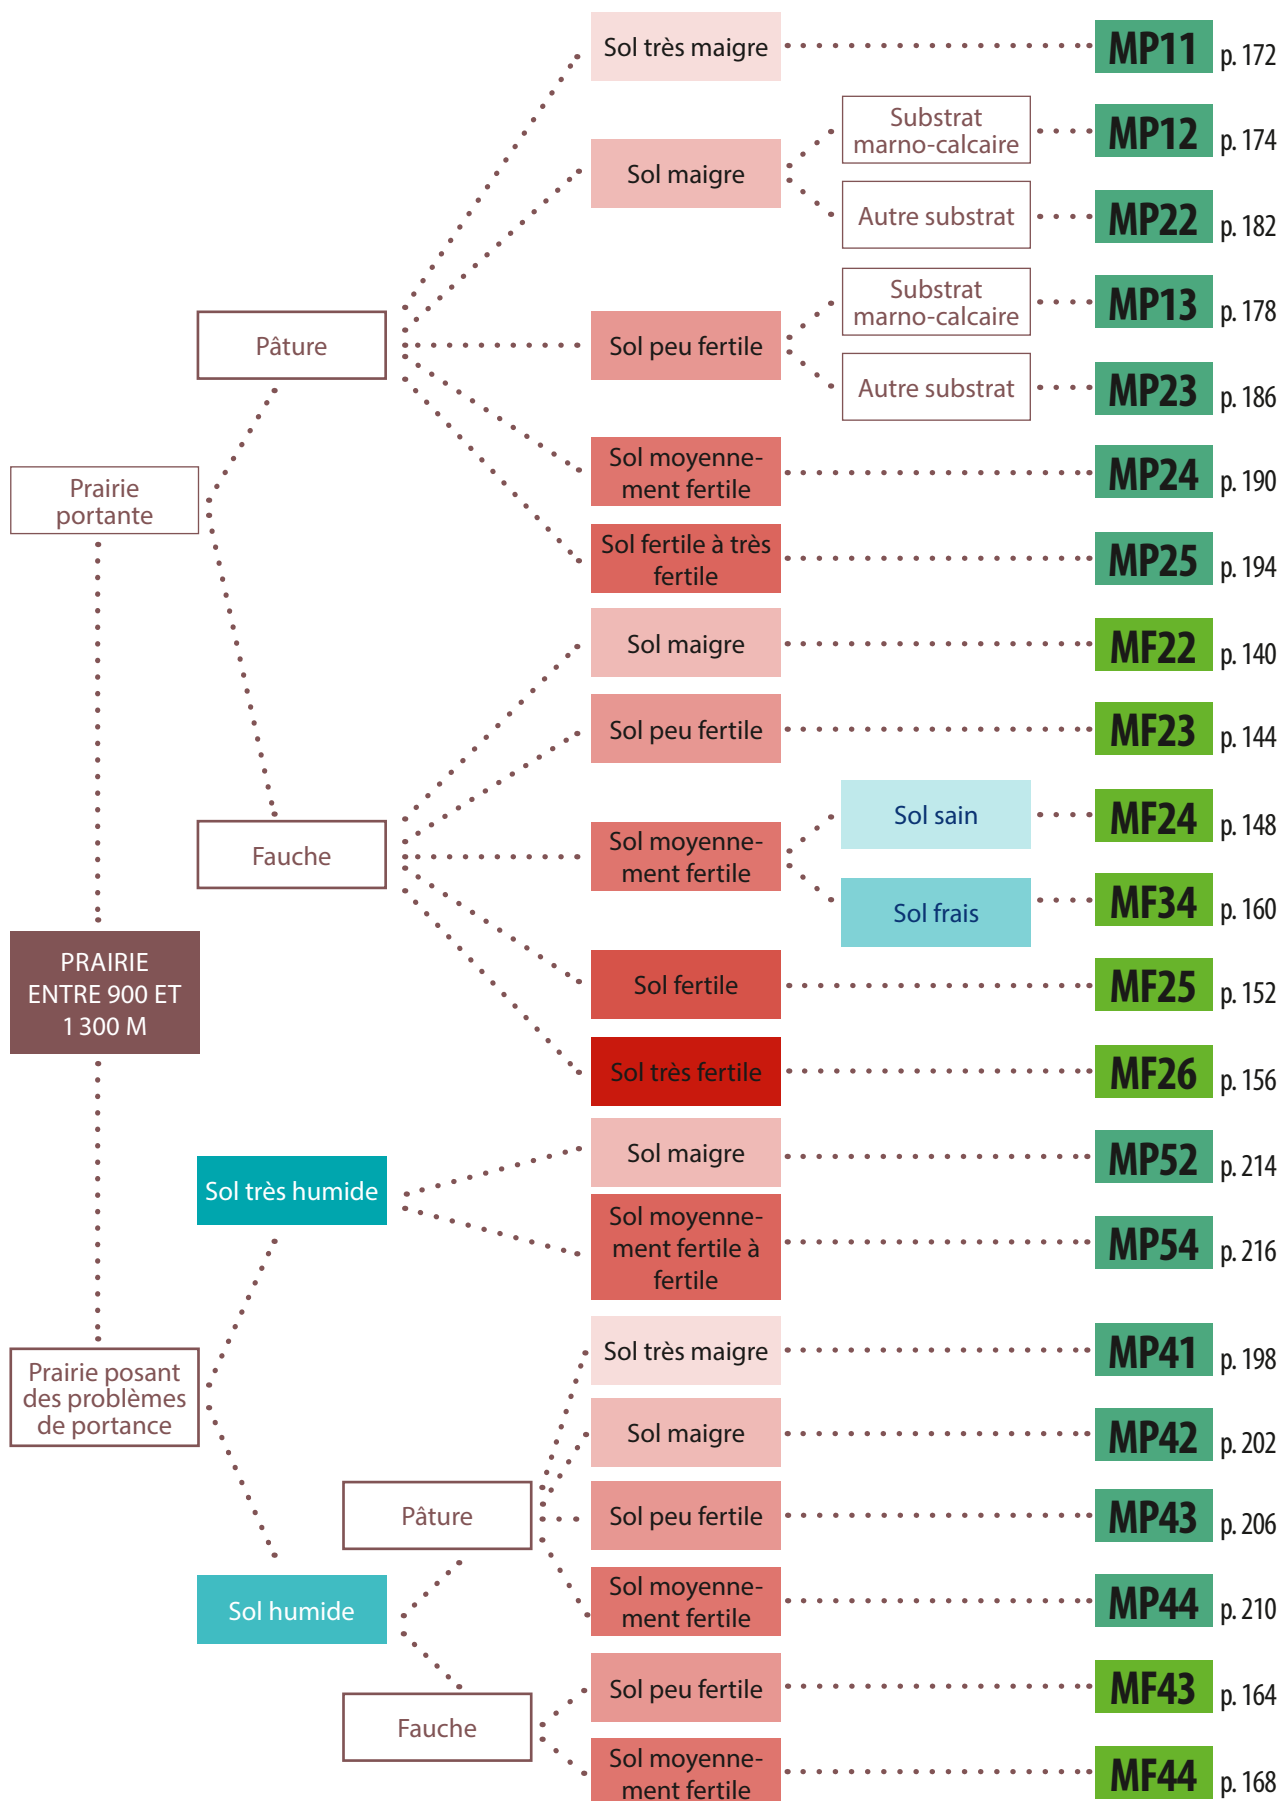 Sol très maigre
MP11 p. 172
Sol maigre
Substrat
marno-calcaire
MP12 p. 174
Autre substrat
MP22 p. 182
Pâture
Sol peu fertile
Substrat
marno-calcaire
MP13 p. 178
Autre substrat
MP23 p. 186
Prairie
portante
Sol moyenne-
ment fertile
MP24 p. 190
Sol fertile à très
fertile
MP25 p. 194
Sol maigre
MF22 p. 140
Sol peu fertile
MF23 p. 144
Fauche
Sol moyenne-
ment fertile
Sol sain
MF24 p. 148
Sol frais
MF34 p. 160
PRAIRIE
ENTRE 900 ET
1 300 M
Sol fertile
MF25 p. 152
Sol très fertile
MF26 p. 156
Sol très humide
Sol maigre
MP52 p. 214
Sol moyenne-
ment fertile à
fertile
MP54 p. 216
Prairie posant
des problèmes
de portance
Sol très maigre
MP41 p. 198
Sol maigre
MP42 p. 202
Pâture
Sol peu fertile
MP43 p. 206
Sol humide
Sol moyenne-
ment fertile
MP44 p. 210
Fauche
Sol peu fertile
MF43 p. 164
Sol moyenne-
ment fertile
MF44 p. 168